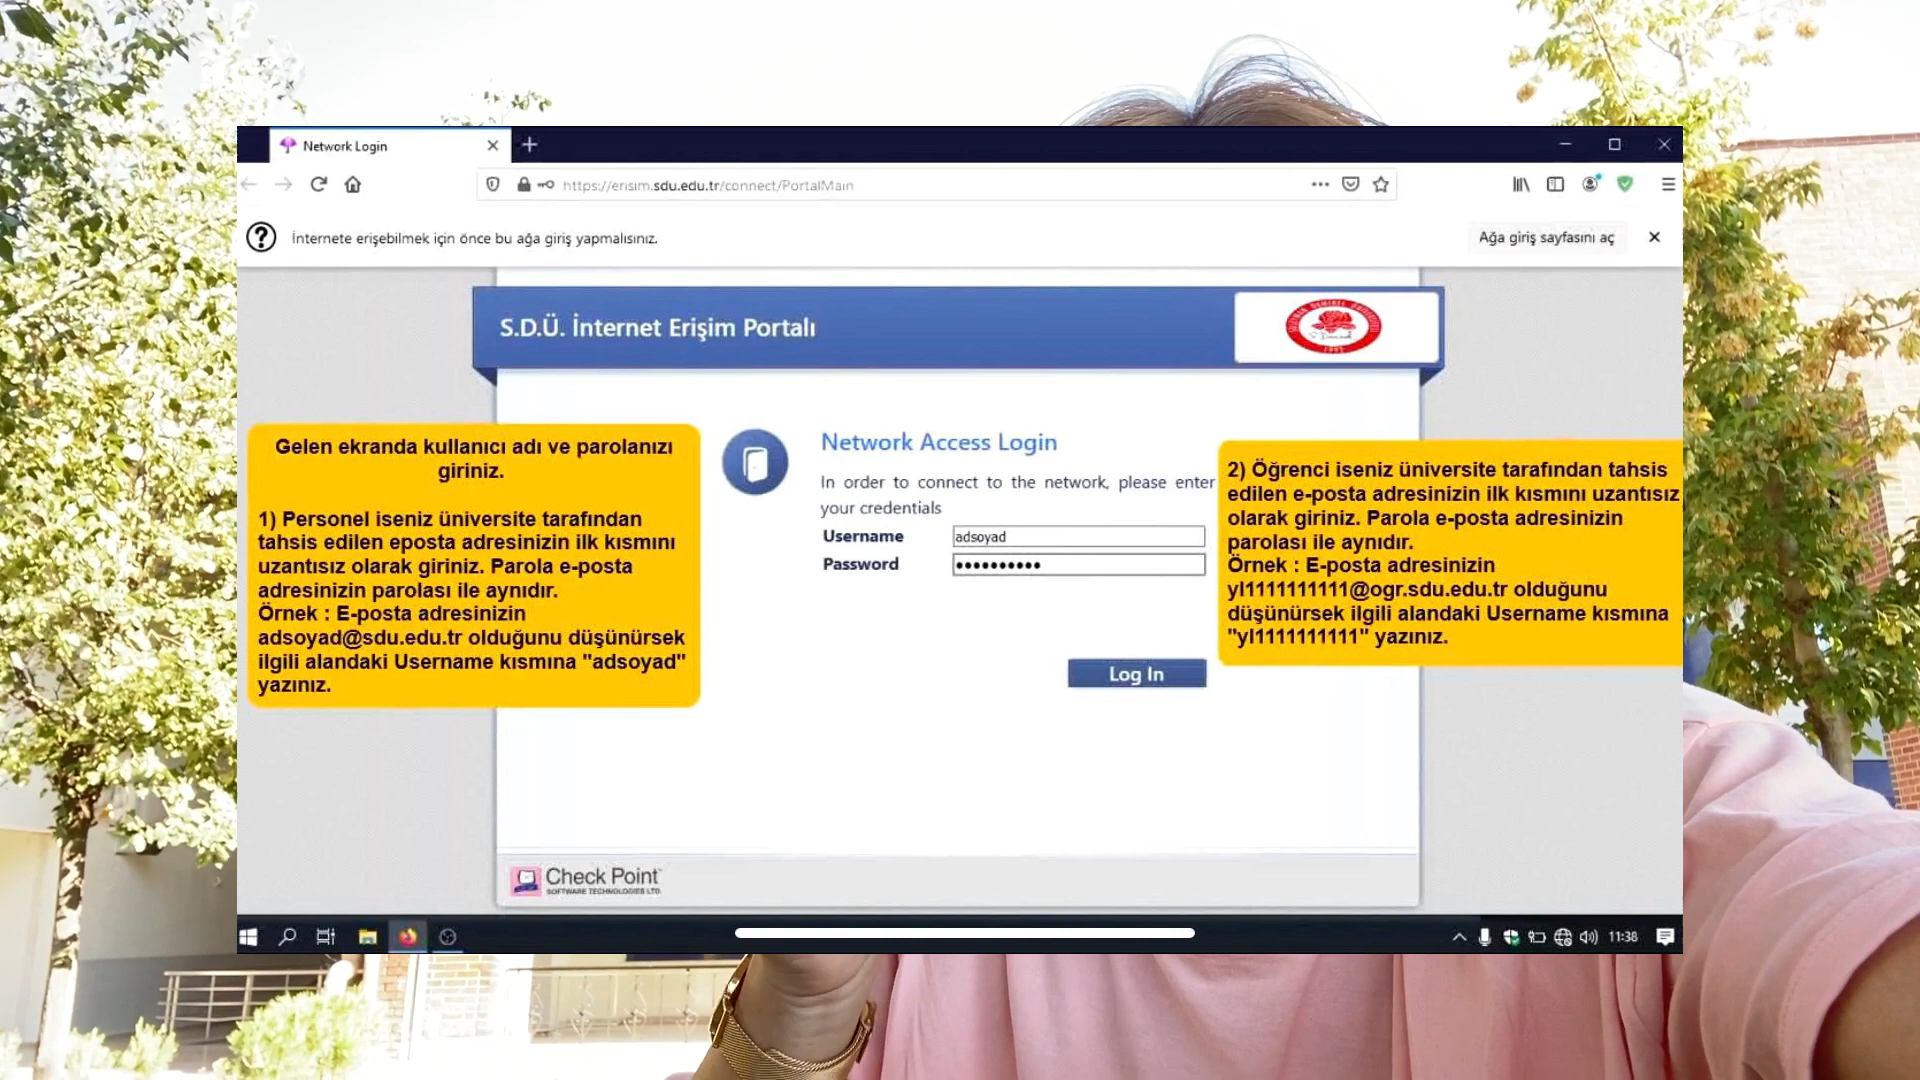 Network Login
https://erisim.sdu.edu.tr/connect/PortalMain
İnternete erişebilmek için önce bu ağa giriş yapmalısınız.
Ağa giriş sayfasını aç
S.D.Ü. İnternet Erişim Portalı
Gelen ekranda kullanıcı adı ve parolanızı
giriniz.
1) Personel iseniz üniversite tarafından
tahsis edilen eposta adresinizin ilk kısmını
uzantısız olarak giriniz. Parola e-posta
adresinizin parolası ile aynıdır.
Örnek : E-posta adresinizin
adsoyad@sdu.edu.tr olduğunu düşünürsek
ilgili alandaki Username kısmına "adsoyad"
yazınız.
Network Access Login
In order to connect to the network, please enter
your credentials
Username adsoyad
Password ••••••••••
Log In
2) Öğrenci iseniz üniversite tarafından tahsis
edilen e-posta adresinizin ilk kısmını uzantısız
olarak giriniz. Parola e-posta adresinizin
parolası ile aynıdır.
Örnek : E-posta adresinizin
yl1111111111@ogr.sdu.edu.tr olduğunu
düşünürsek ilgili alandaki Username kısmına
"yl1111111111" yazınız.
Check Point
SOFTWARE TECHNOLOGIES LTD.
11:38